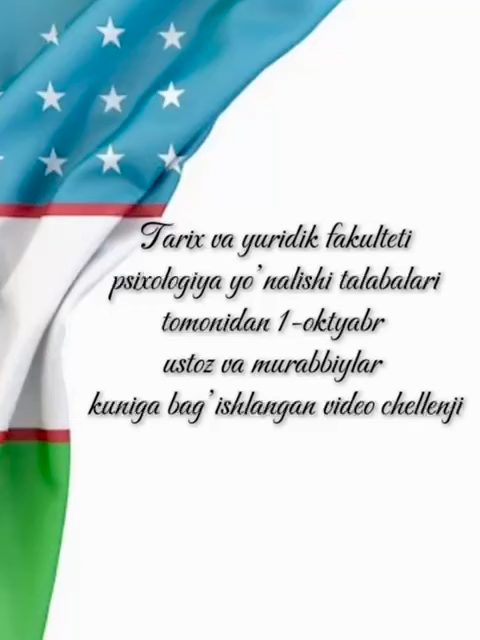 Tarix va yuridik fakulteti
psixologiya yo'nalishi talabalari
tomonidan 1-oktyabr
ustoz va murabbiylar
kuniga bag'ishlangan video chellenji